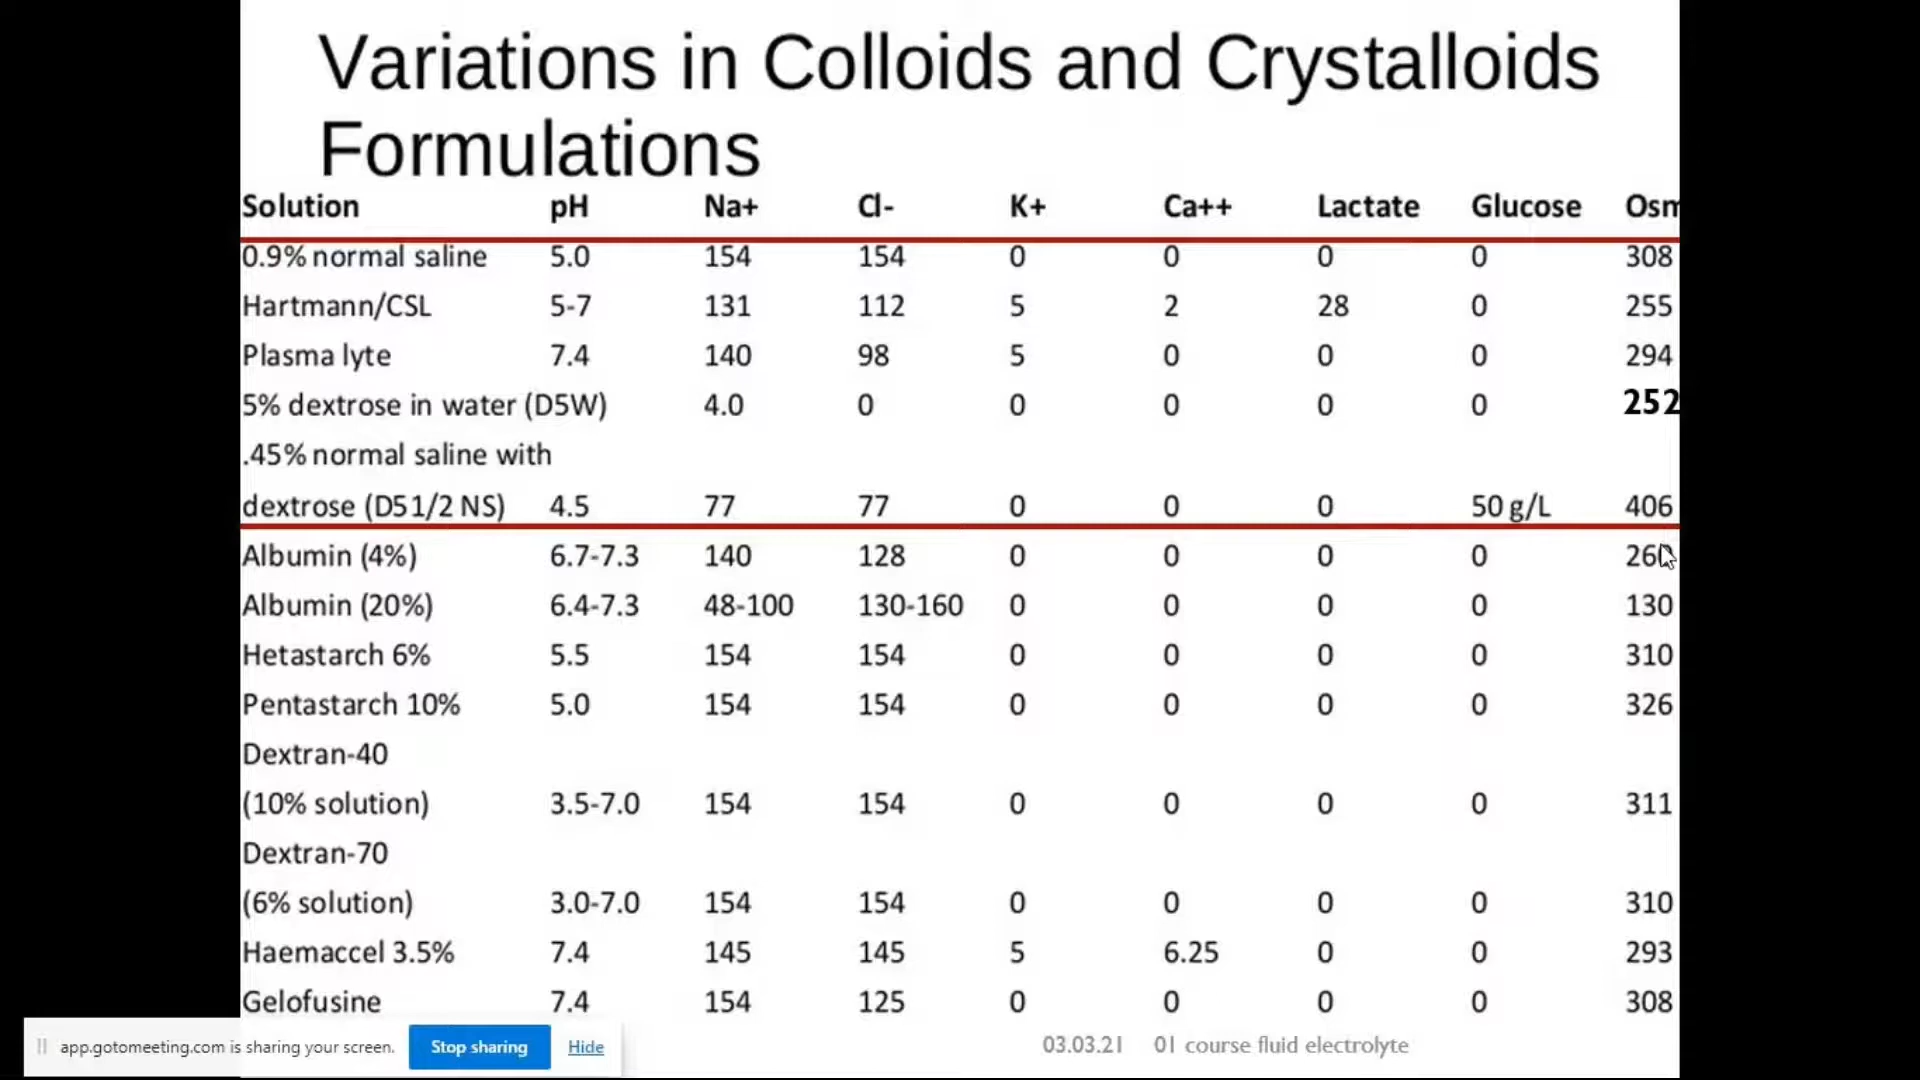 Variations in Colloids and Crystalloids
Formulations
Solution pH Na+ Cl- K+ Ca++ Lactate Glucose
0.9% normal saline 5.0 154 154 0 0 0 0 308
Hartmann/CSL 5-7 131 112 5 2 28 0 255
Plasma lyte 7.4 140 98 5 0 0 0 294
5% dextrose in water (D5W) 4.0 0 0 0 0 0 252
.45% normal saline with
dextrose (D51/2 NS) 4.5 77 77 0 0 0 50 g/L 406
Albumin (4%) 6.7-7.3 140 128 0 0 0 0
Albumin (20%) 6.4-7.3 48-100 130-160 0 0 0 0 130
Hetastarch 6% 5.5 154 154 0 0 0 0 310
Pentastarch 10% 5.0 154 154 0 0 0 0 326
Dextran-40
(10% solution) 3.5-7.0 154 154 0 0 0 0 311
Dextran-70
(6% solution) 3.0-7.0 154 154 0 0 0 0 310
Haemaccel 3.5% 7.4 145 145 5 6.25 0 0 293
Gelofusine 7.4 154 125 0 0 0 0 308
app.gotomeeting.com is sharing your screen. Stop sharing Hide
03.03.21 01 course fluid electrolyte